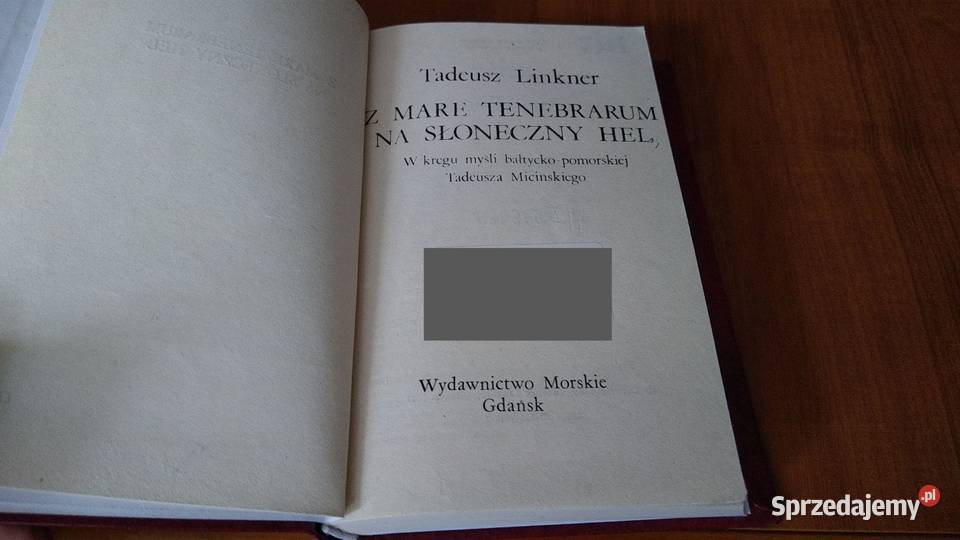 Tadeusz Linkner
Z MARE TENEBRARUM
NA SŁONECZNY HEL,
W kręgu myśli bałtycko-pomorskiej
Tadeusza Micińskiego
Wydawnictwo Morskie
Gdańsk
Sprzedajemy.pl